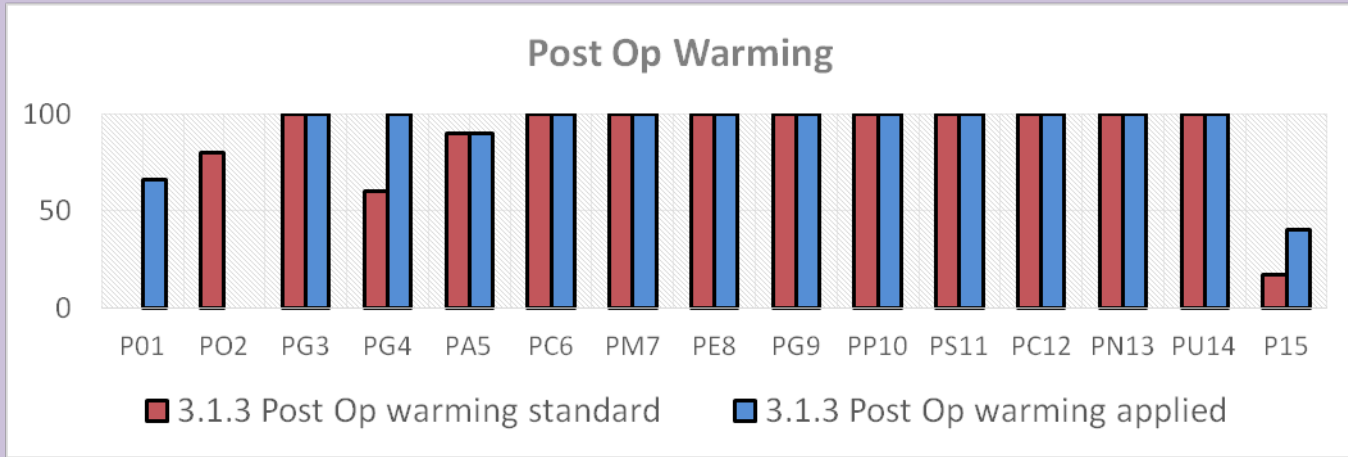 Post Op Warming
100
50
0
P01 PO2 PG3 PG4 PA5 PC6 PM7 PE8 PG9 PP10 PS11 PC12 PN13 PU14 P15
3.1.3 Post Op warming standard 3.1.3 Post Op warming applied